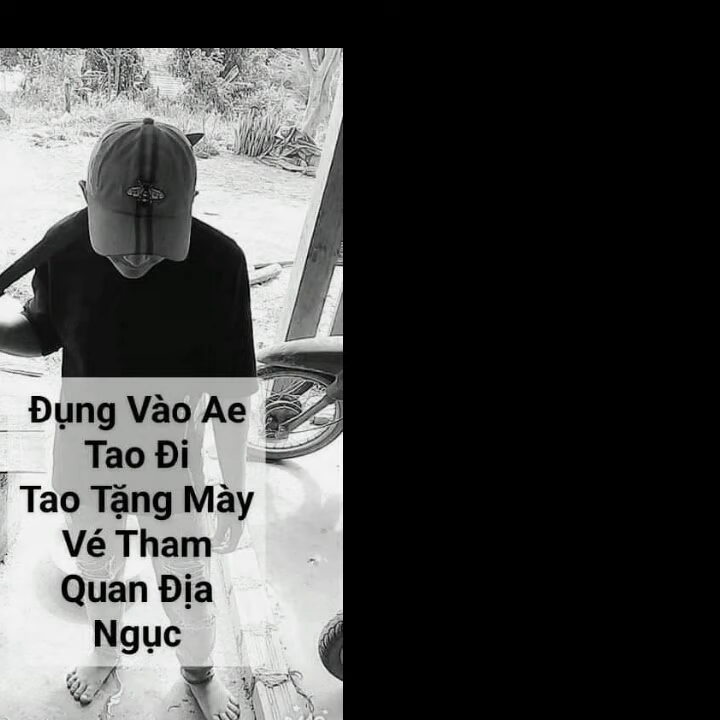 Đụng Vào Ae
Tao Đi
Tao Tặng Mày
Vé Tham
Quan Địa
Ngục